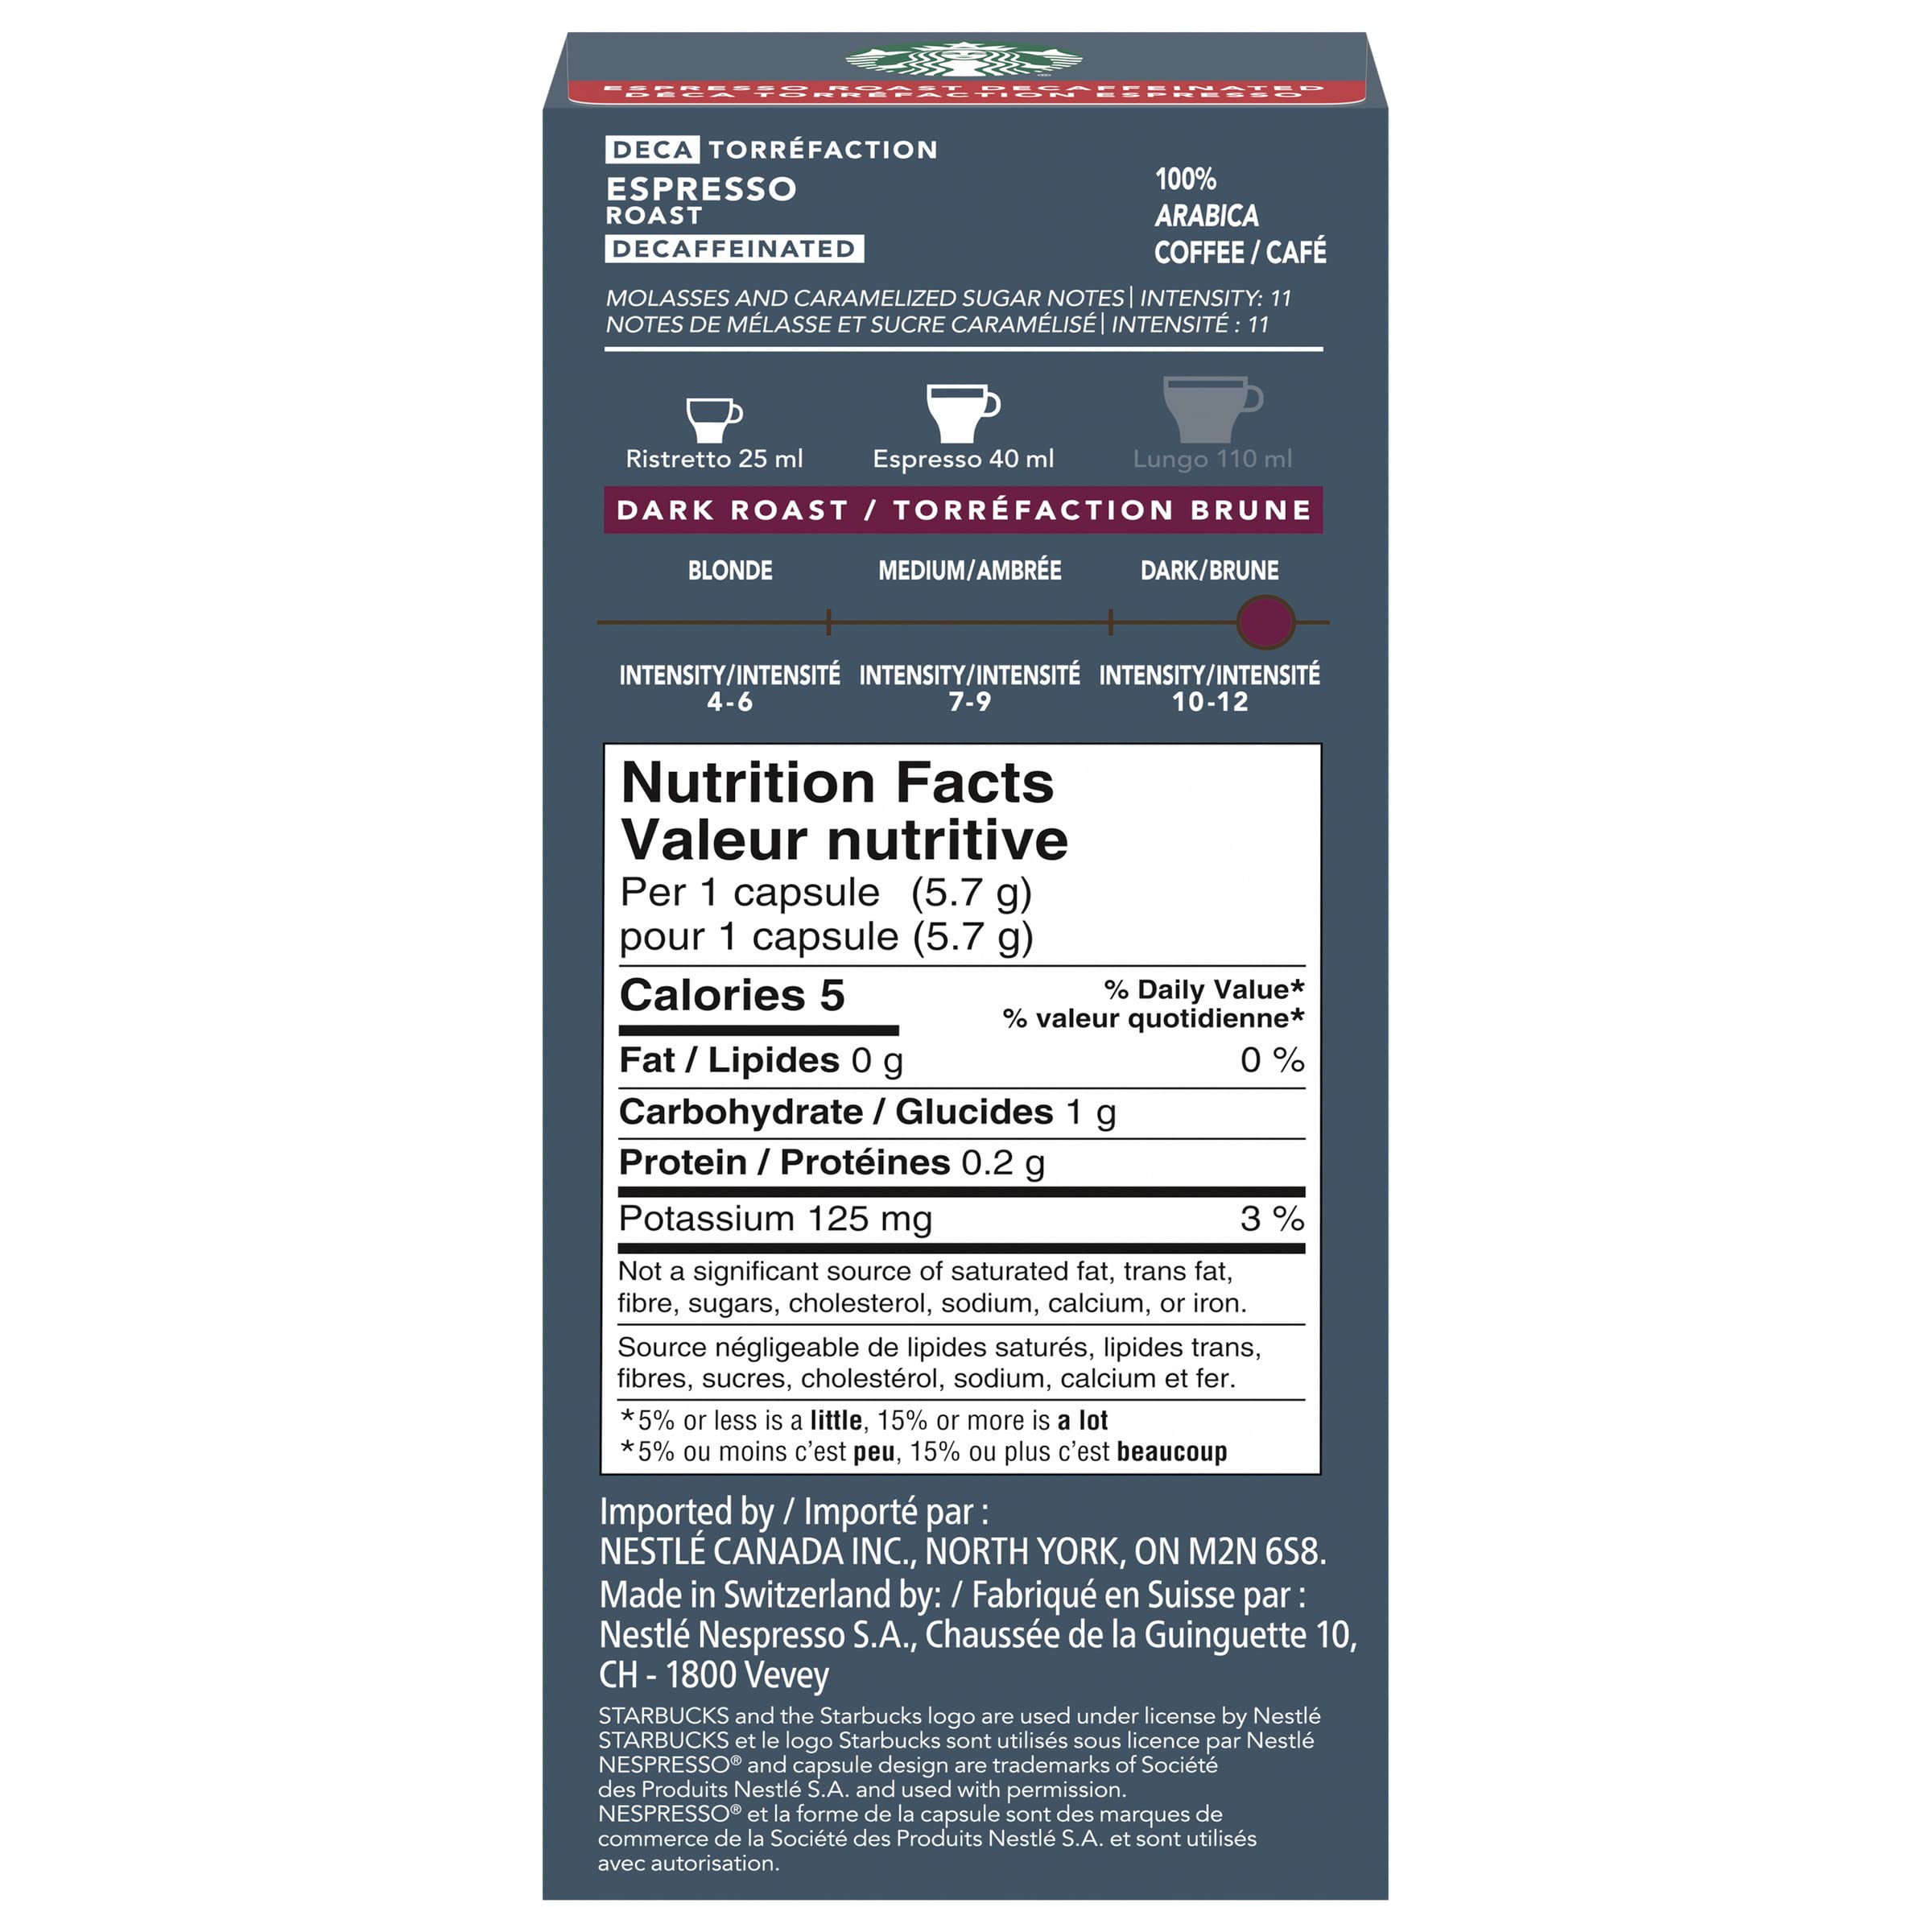 ESPRESSO ROAST DECAFFEINATED
DÉCA TORRÉFACTION ESPRESSO
DECA TORRÉFACTION
ESPRESSO
ROAST
DECAFFEINATED
100%
ARABICA
COFFEE / CAFÉ
MOLASSES AND CARAMELIZED SUGAR NOTES | INTENSITY: 11
NOTES DE MÉLASSE ET SUCRE CARAMÉLISÉ | INTENSITÉ : 11
Ristretto 25 ml Espresso 40 ml Lungo 110 ml
DARK ROAST / TORRÉFACTION BRUNE
BLONDE MEDIUM/AMBRÉE DARK/BRUNE
INTENSITY/INTENSITÉ INTENSITY/INTENSITÉ INTENSITY/INTENSITÉ
4-6 7-9 10-12
Nutrition Facts
Valeur nutritive
Per 1 capsule (5.7 g)
pour 1 capsule (5.7 g)
Calories 5
% Daily Value*
% valeur quotidienne*
Fat / Lipides 0 g 0 %
Carbohydrate / Glucides 1 g
Protein / Protéines 0.2 g
Potassium 125 mg 3 %
Not a significant source of saturated fat, trans fat,
fibre, sugars, cholesterol, sodium, calcium, or iron.
Source négligeable de lipides saturés, lipides trans,
fibres, sucres, cholestérol, sodium, calcium et fer.
*5% or less is a little, 15% or more is a lot
*5% ou moins c'est peu, 15% ou plus c'est beaucoup
Imported by / Importé par :
NESTLÉ CANADA INC., NORTH YORK, ON M2N 6S8.
Made in Switzerland by: / Fabriqué en Suisse par :
Nestlé Nespresso S.A., Chaussée de la Guinguette 10,
CH - 1800 Vevey
STARBUCKS and the Starbucks logo are used under license by Nestlé
STARBUCKS et le logo Starbucks sont utilisés sous licence par Nestlé
NESPRESSO® and capsule design are trademarks of Société
des Produits Nestlé S.A. and used with permission.
NESPRESSO® et la forme de la capsule sont des marques de
commerce de la Société des Produits Nestlé S.A. et sont utilisés
avec autorisation.